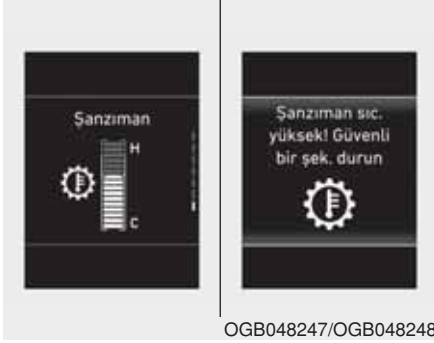 Şanzıman
H
C
Şanzıman sıc.
yüksek! Güvenli
bir şek. durun
OGB048247/OGB048248